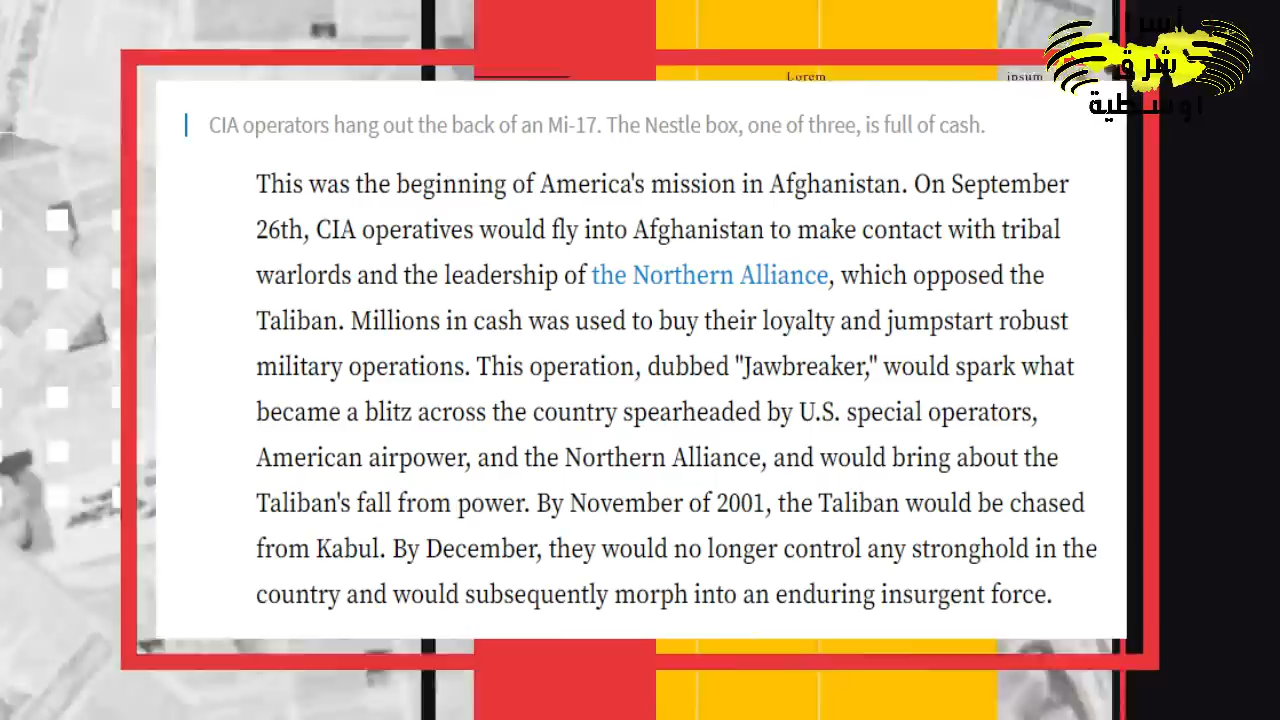 أسرار
شرق
أوسطية
Lorem
ipsum
CIA operators hang out the back of an Mi-17. The Nestle box, one of three, is full of cash.
This was the beginning of America's mission in Afghanistan. On September
26th, CIA operatives would fly into Afghanistan to make contact with tribal
warlords and the leadership of the Northern Alliance, which opposed the
Taliban. Millions in cash was used to buy their loyalty and jumpstart robust
military operations. This operation, dubbed "Jawbreaker," would spark what
became a blitz across the country spearheaded by U.S. special operators,
American airpower, and the Northern Alliance, and would bring about the
Taliban's fall from power. By November of 2001, the Taliban would be chased
from Kabul. By December, they would no longer control any stronghold in the
country and would subsequently morph into an enduring insurgent force.